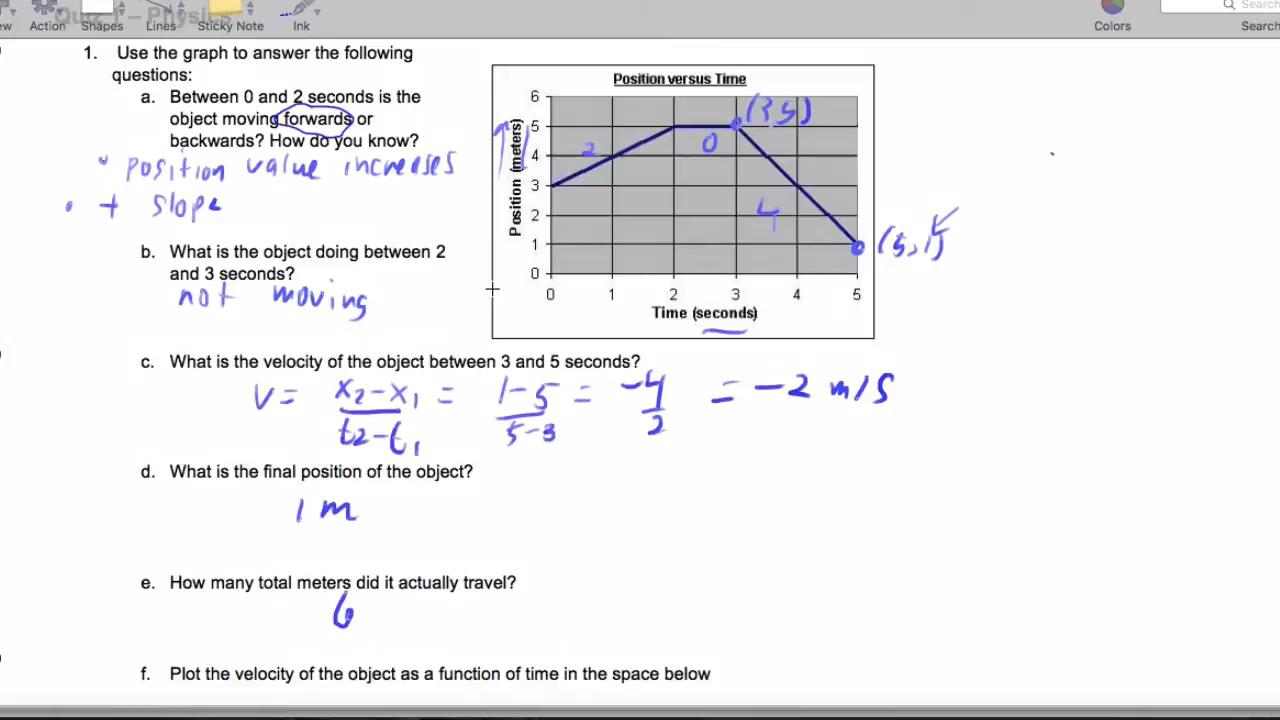 Quiz 1 – Physics
ew Action Shapes Lines Sticky Note Ink Colors Search
Search
1. Use the graph to answer the following
questions:
a. Between 0 and 2 seconds is the
object moving forwards or
backwards? How do you know?
position value increases
+ slope
b. What is the object doing between 2
and 3 seconds?
not moving
Position versus Time
Position (meters)
6
5
4
3
2
1
0
0 1 2 3 4 5
Time (seconds)
2
0
4
(3,5)
(5,1)
c. What is the velocity of the object between 3 and 5 seconds?
V = x2-x1 = 1-5 = -4 = -2 m/s
t2-t1 5-3 2
d. What is the final position of the object?
1 m
e. How many total meters did it actually travel?
6
f. Plot the velocity of the object as a function of time in the space below